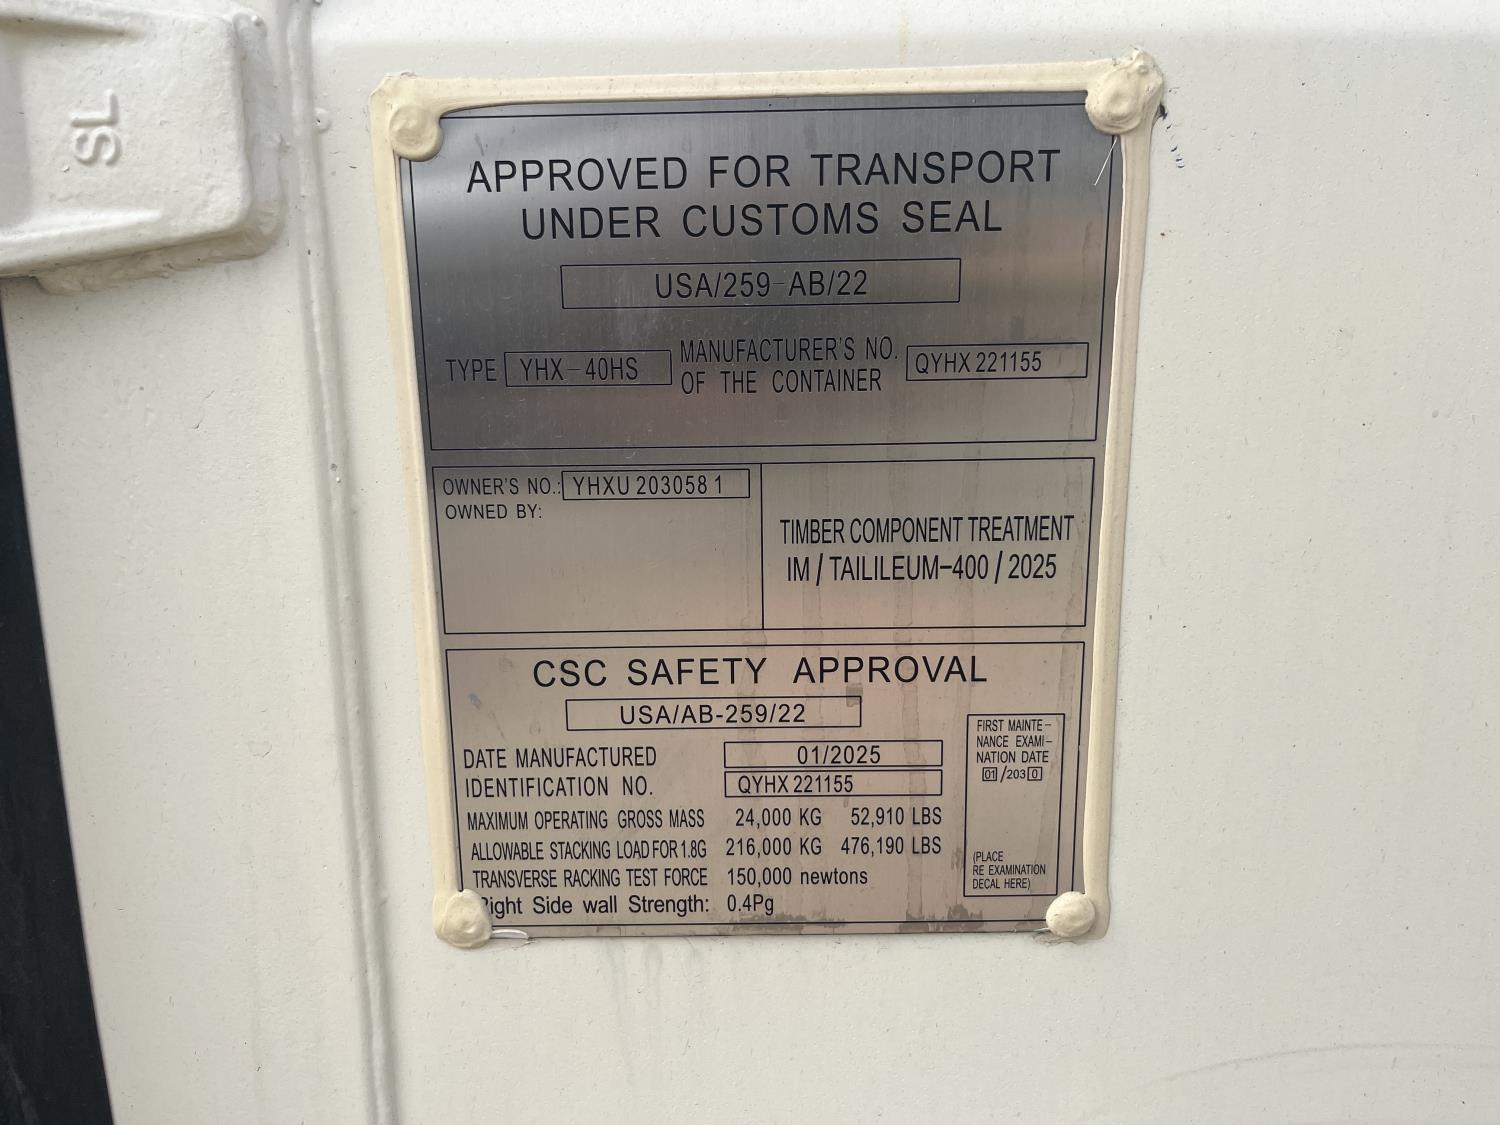 SL
APPROVED FOR TRANSPORT
UNDER CUSTOMS SEAL
USA/259-AB/22
TYPE YHX-40HS MANUFACTURER'S NO.
OF THE CONTAINER QYHX 221155
OWNER'S NO.: YHXU 203058 1
OWNED BY:
TIMBER COMPONENT TREATMENT
IM / TAILILEUM-400 / 2025
CSC SAFETY APPROVAL
USA/AB-259/22
DATE MANUFACTURED 01/2025
IDENTIFICATION NO. QYHX 221155
MAXIMUM OPERATING GROSS MASS 24,000 KG 52,910 LBS
ALLOWABLE STACKING LOAD FOR 1.8G 216,000 KG 476,190 LBS
TRANSVERSE RACKING TEST FORCE 150,000 newtons
Right Side wall Strength: 0.4Pg
FIRST MAINTE-
NANCE EXAMI-
NATION DATE
01/2030
(PLACE
RE EXAMINATION
DECAL HERE)